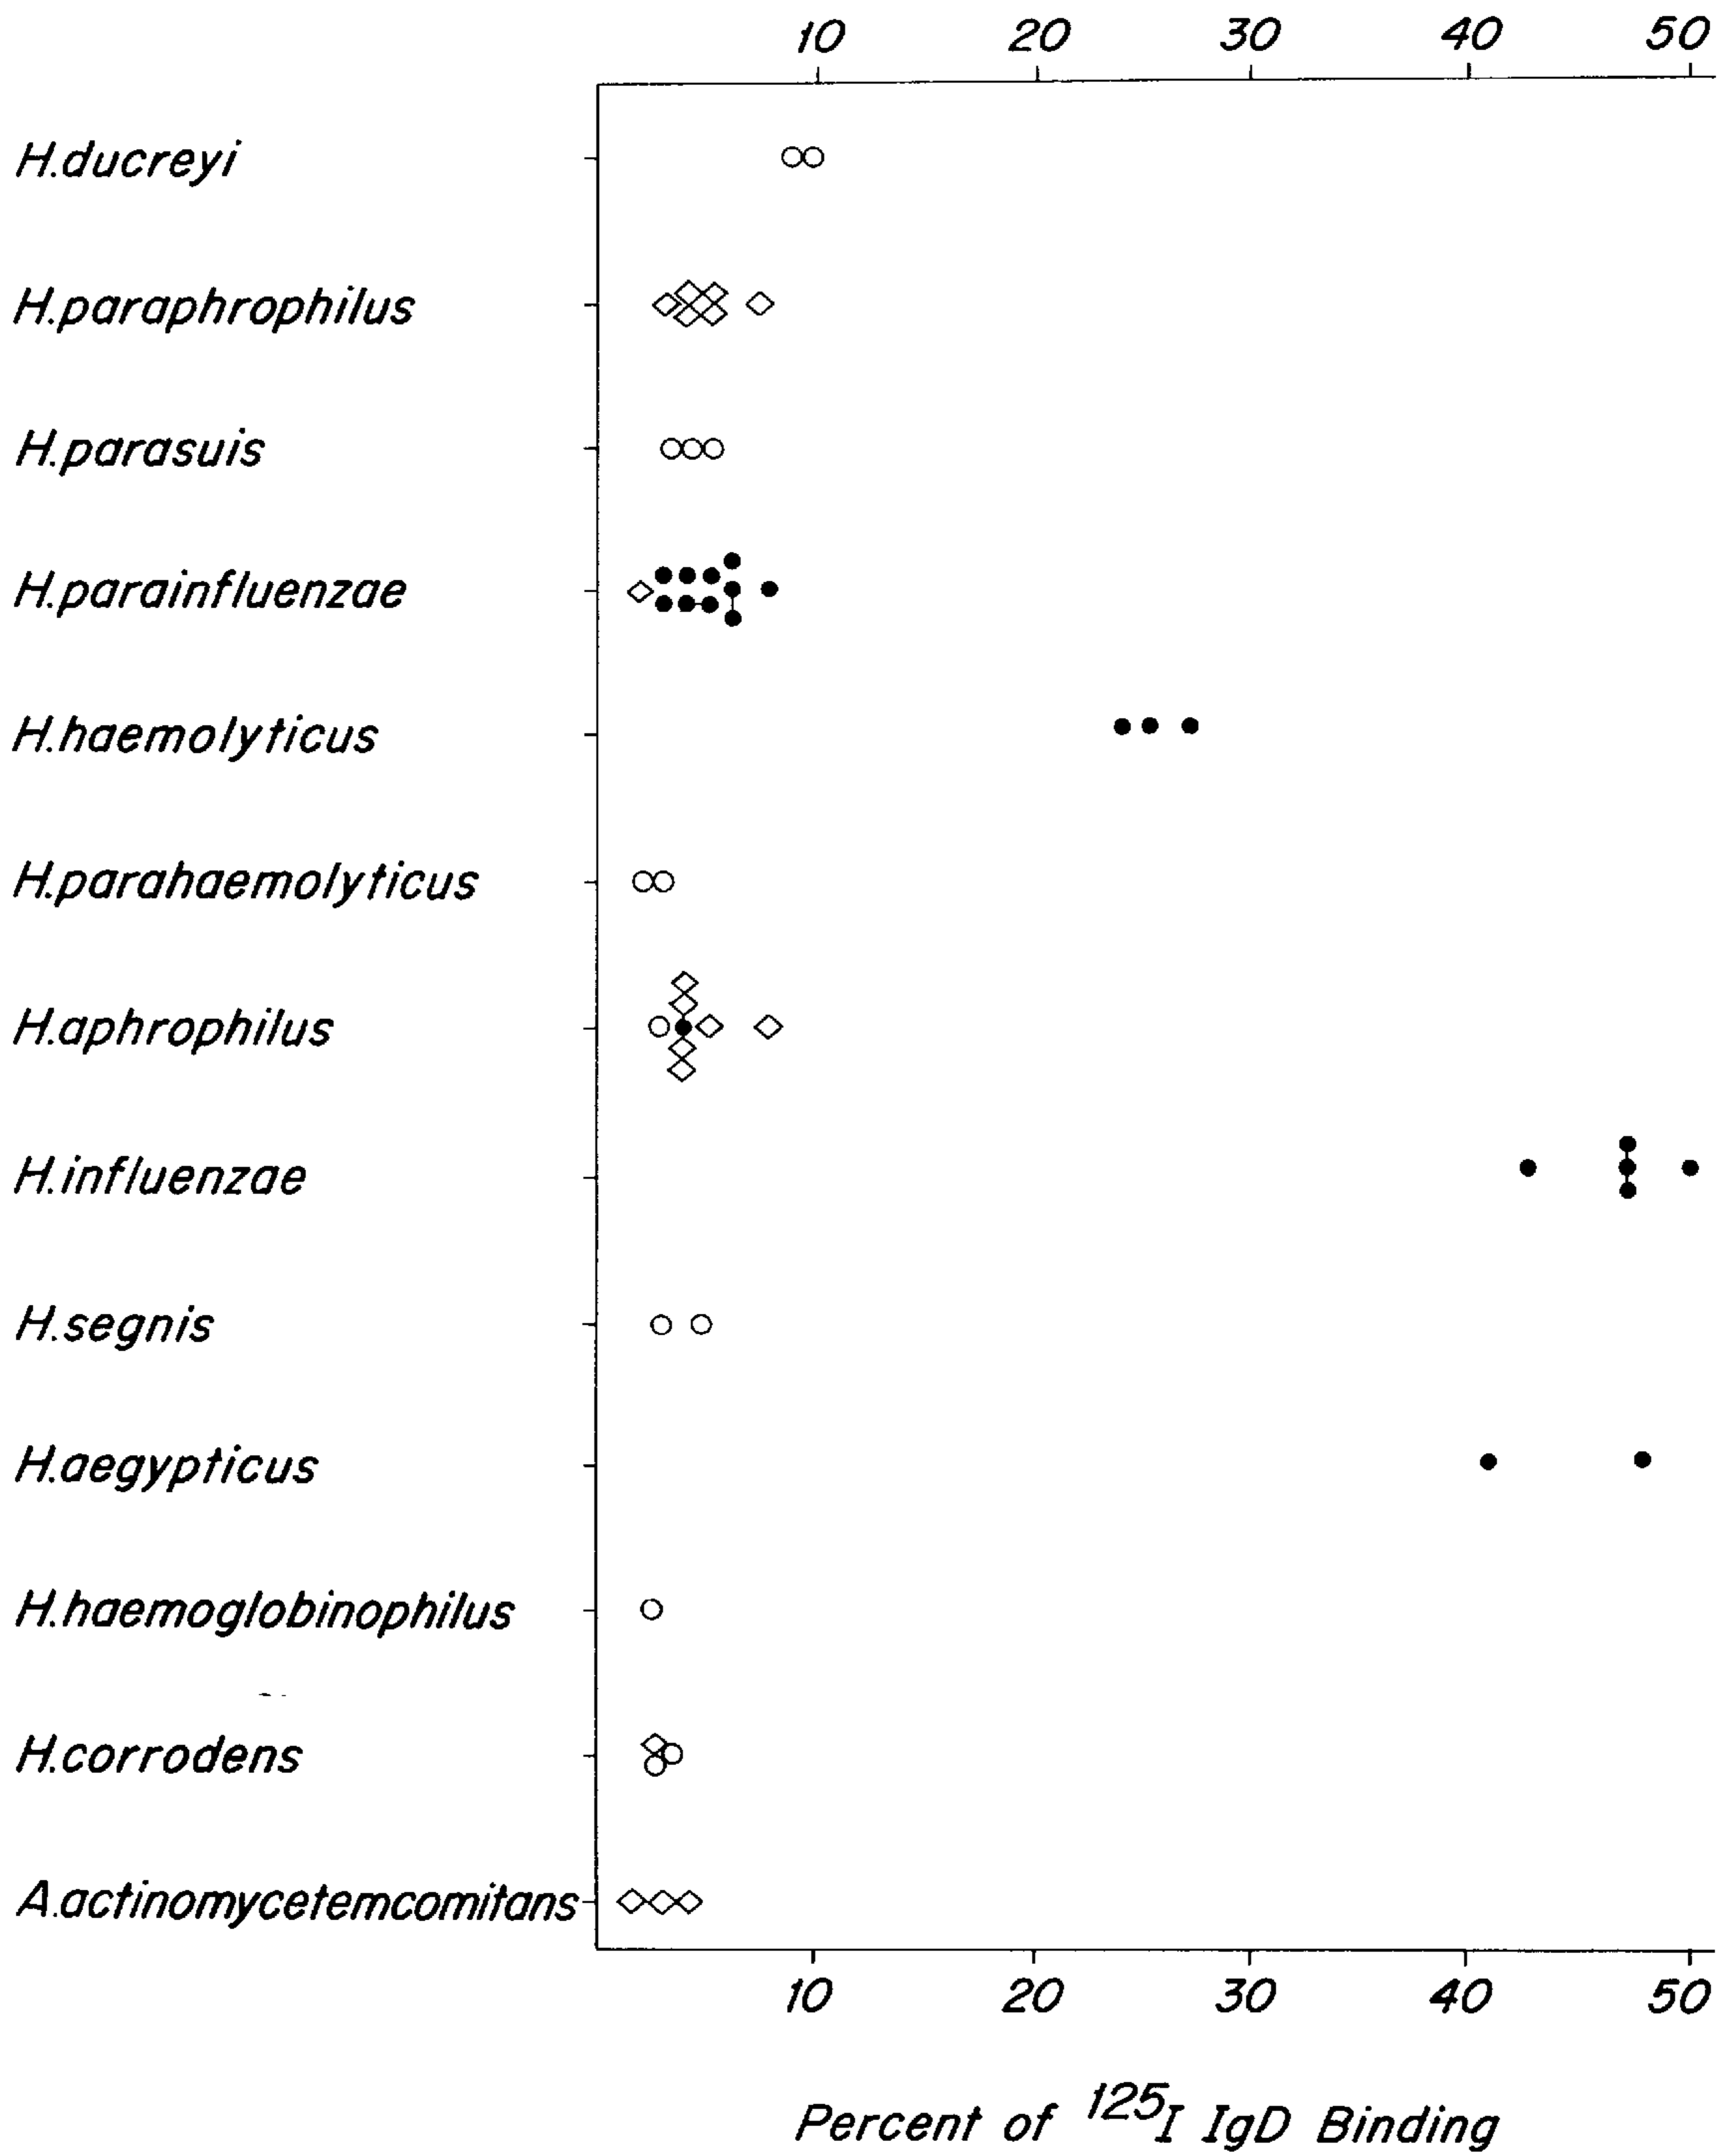 10 20 30 40 50
H.ducreyi
H.paraphrophilus
H.parasuis
H.parainfluenzae
H.haemolyticus
H.parahaemolyticus
H.aphrophilus
H.influenzae
H.segnis
H.aegypticus
H.haemoglobinophilus
H.corrodens
A.actinomycetemcomitans
10 20 30 40 50
Percent of ¹²⁵I IgD Binding